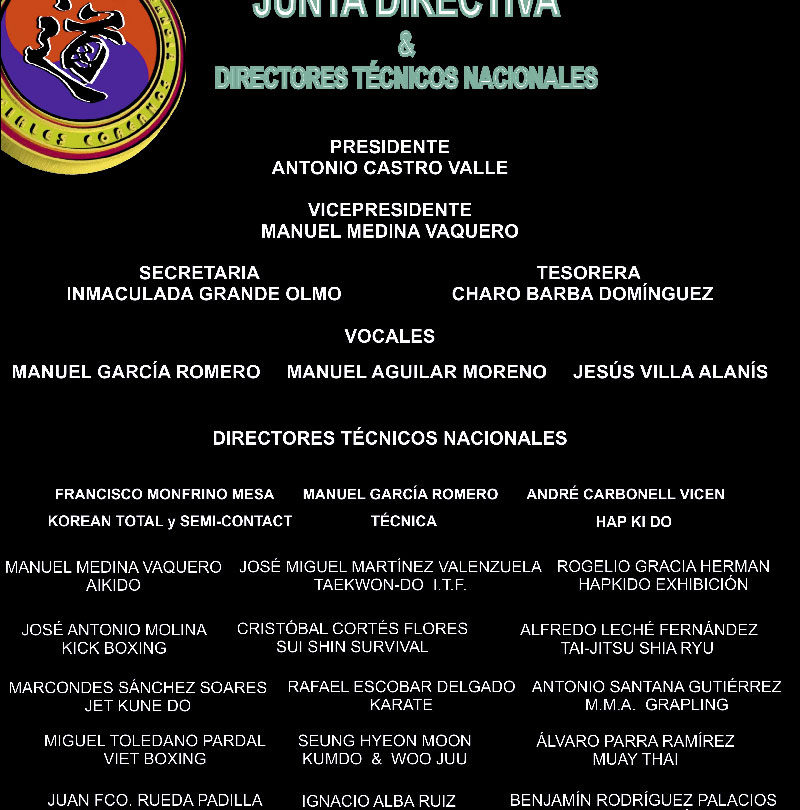 JUNTA DIRECTIVA
&
DIRECTORES TÉCNICOS NACIONALES
道
PRESIDENTE
ANTONIO CASTRO VALLE
VICEPRESIDENTE
MANUEL MEDINA VAQUERO
SECRETARIA TESORERA
INMACULADA GRANDE OLMO CHARO BARBA DOMÍNGUEZ
VOCALES
MANUEL GARCÍA ROMERO MANUEL AGUILAR MORENO JESÚS VILLA ALANÍS
DIRECTORES TÉCNICOS NACIONALES
FRANCISCO MONFRINO MESA MANUEL GARCÍA ROMERO ANDRÉ CARBONELL VICEN
KOREAN TOTAL y SEMI-CONTACT TÉCNICA HAP KI DO
MANUEL MEDINA VAQUERO JOSÉ MIGUEL MARTÍNEZ VALENZUELA ROGELIO GRACIA HERMAN
AIKIDO TAEKWON-DO I.T.F. HAPKIDO EXHIBICIÓN
JOSÉ ANTONIO MOLINA CRISTÓBAL CORTÉS FLORES ALFREDO LECHÉ FERNÁNDEZ
KICK BOXING SUI SHIN SURVIVAL TAI-JITSU SHIA RYU
MARCONDES SÁNCHEZ SOARES RAFAEL ESCOBAR DELGADO ANTONIO SANTANA GUTIÉRREZ
JET KUNE DO KARATE M.M.A. GRAPLING
MIGUEL TOLEDANO PARDAL SEUNG HYEON MOON ÁLVARO PARRA RAMÍREZ
VIET BOXING KUMDO & WOO JUU MUAY THAI
JUAN FCO. RUEDA PADILLA IGNACIO ALBA RUIZ BENJAMÍN RODRÍGUEZ PALACIOS